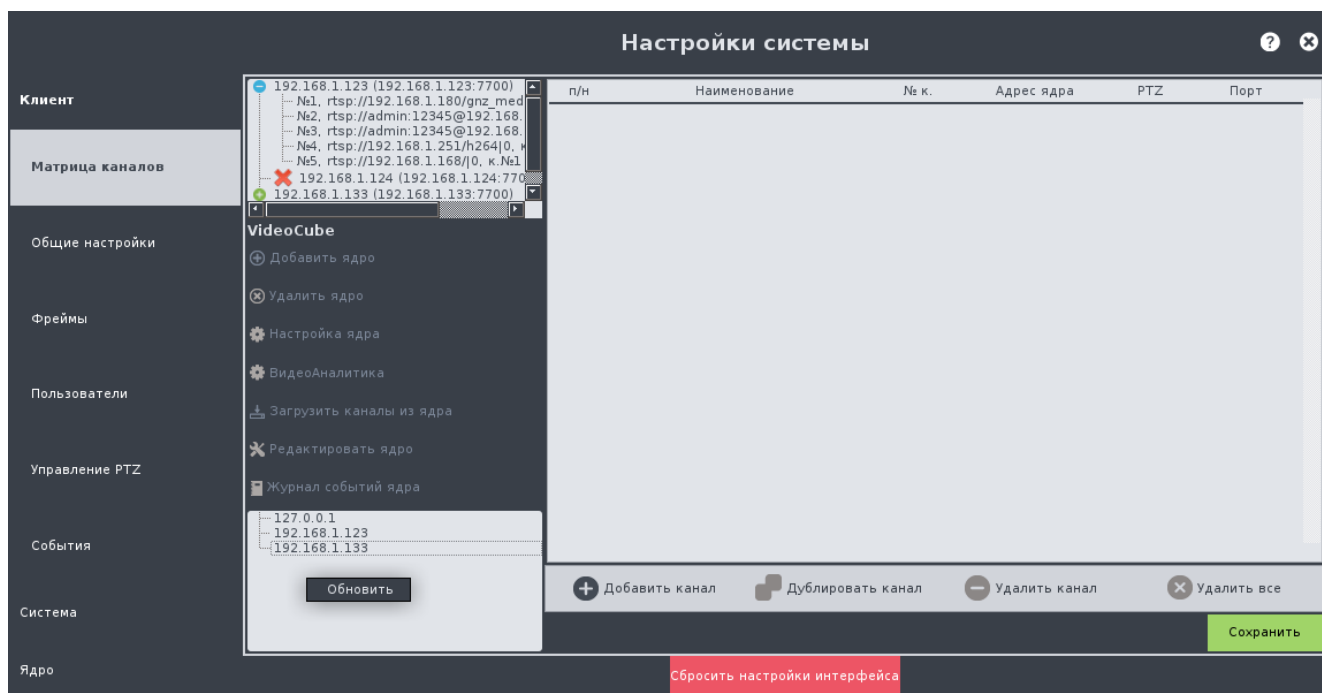 Настройки системы
Клиент
Матрица каналов
Общие настройки
Фреймы
Пользователи
Управление PTZ
События
Система
Ядро
192.168.1.123 (192.168.1.123:7700)
№1, rtsp://192.168.1.180/gnz_med
№2, rtsp://admin:12345@192.168.
№3, rtsp://admin:12345@192.168.
№4, rtsp://192.168.1.251/h264|0, к
№5, rtsp://192.168.1.168/|0, к.№1
192.168.1.124 (192.168.1.124:770
192.168.1.133 (192.168.1.133:7700)
VideoCube
Добавить ядро
Удалить ядро
Настройка ядра
ВидеоАналитика
Загрузить каналы из ядра
Редактировать ядро
Журнал событий ядра
127.0.0.1
192.168.1.123
192.168.1.133
Обновить
п/н Наименование № к. Адрес ядра PTZ Порт
Добавить канал Дублировать канал Удалить канал Удалить все
Сохранить
Сбросить настройки интерфейса